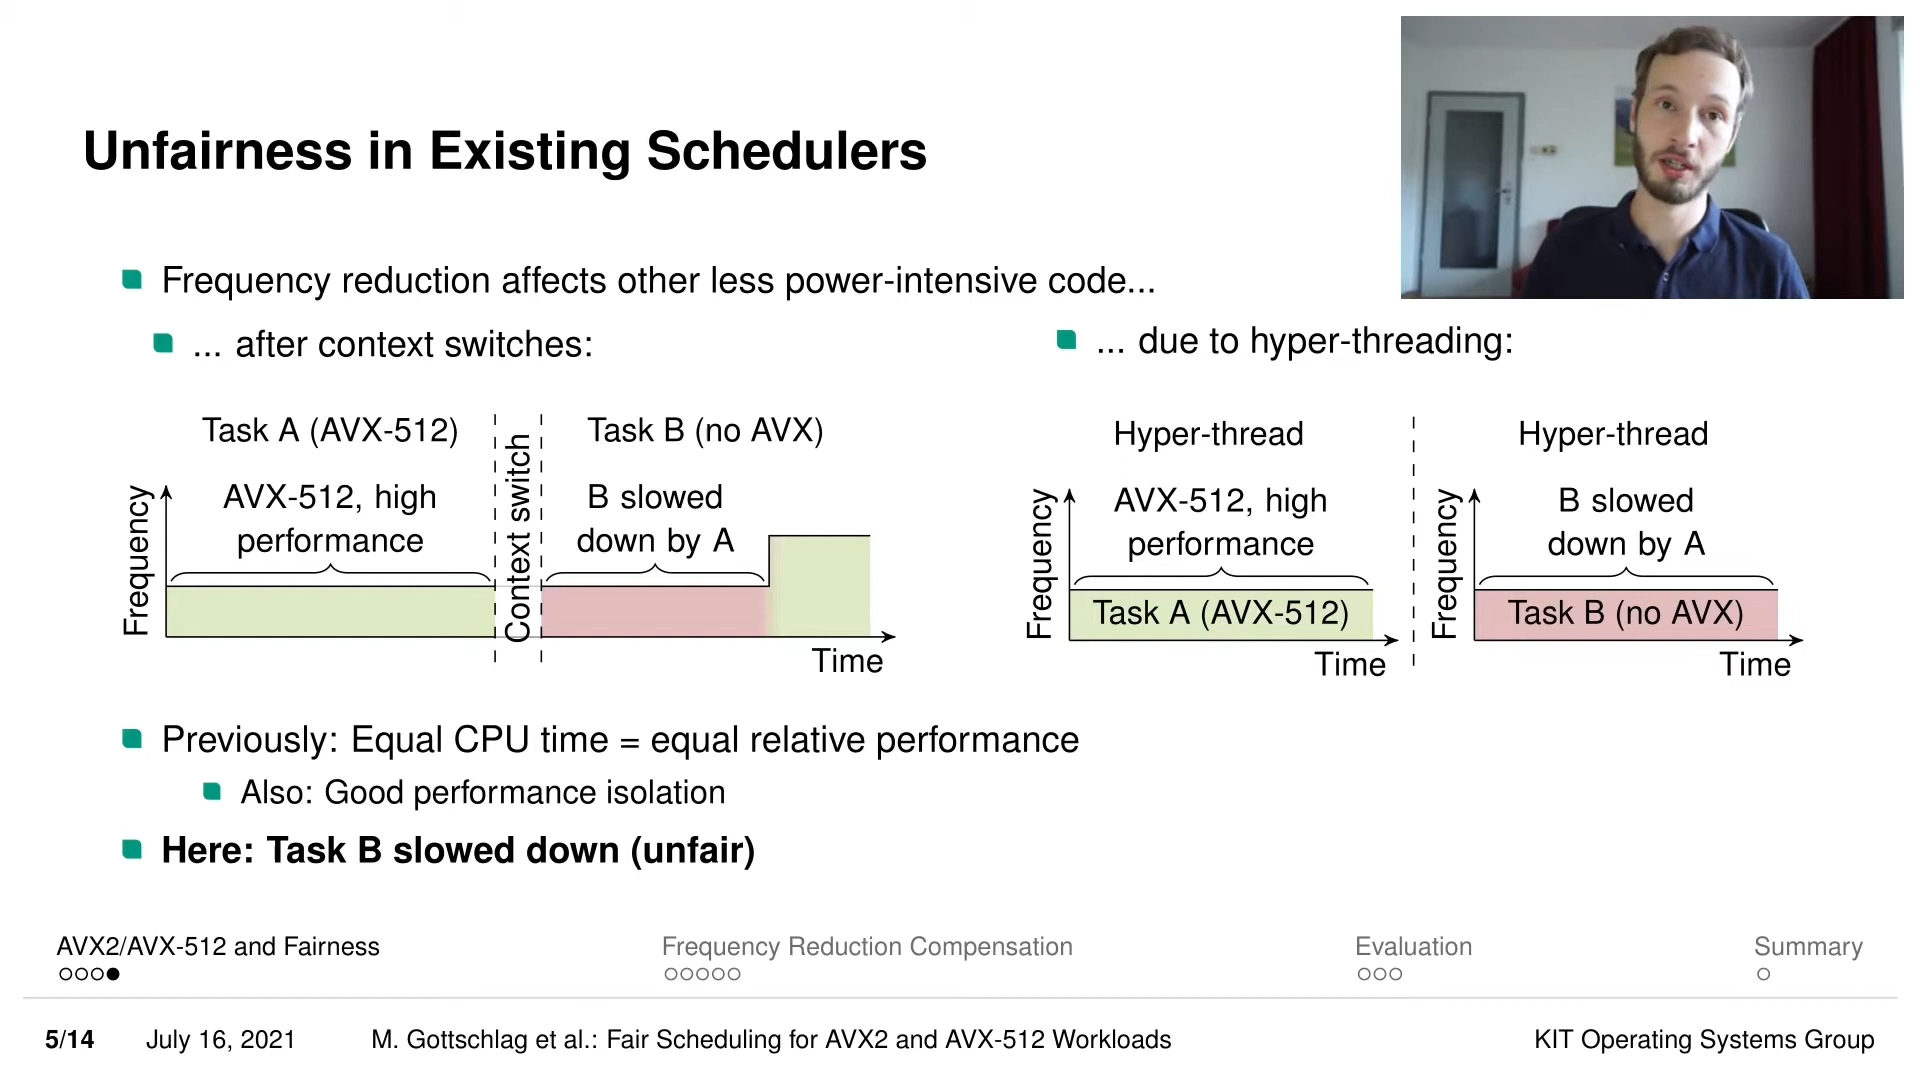 Unfairness in Existing Schedulers
Frequency reduction affects other less power-intensive code...
... after context switches:
Task A (AVX-512)
Context switch
Task B (no AVX)
Frequency
AVX-512, high
performance
B slowed
down by A
Time
... due to hyper-threading:
Hyper-thread
Hyper-thread
Frequency
AVX-512, high
performance
Task A (AVX-512)
Time
Frequency
B slowed
down by A
Task B (no AVX)
Time
Previously: Equal CPU time = equal relative performance
Also: Good performance isolation
Here: Task B slowed down (unfair)
AVX2/AVX-512 and Fairness
Frequency Reduction Compensation
Evaluation
Summary
5/14 July 16, 2021 M. Gottschlag et al.: Fair Scheduling for AVX2 and AVX-512 Workloads KIT Operating Systems Group